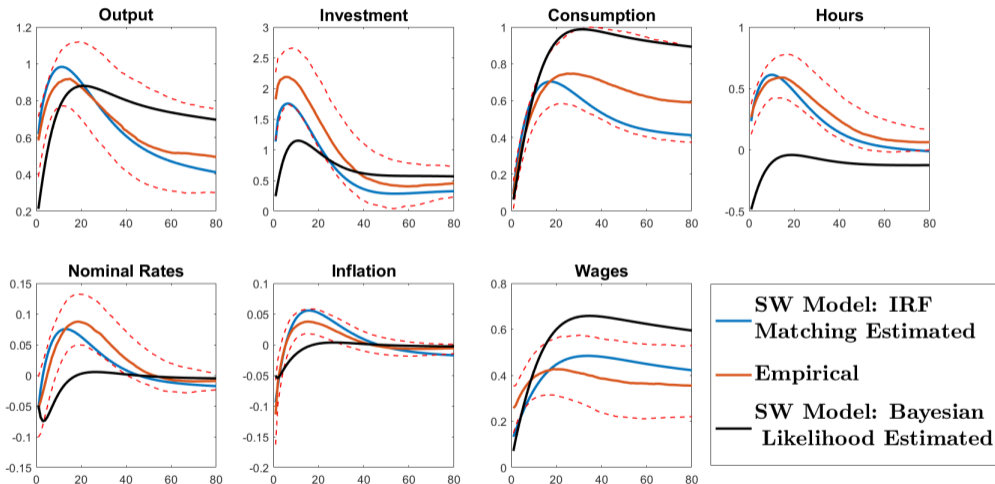 Output
1.2
1
0.8
0.6
0.4
0.2
0 20 40 60 80
Investment
3
2.5
2
1.5
1
0.5
0
0 20 40 60 80
Consumption
1
0.8
0.6
0.4
0.2
0
0 20 40 60 80
Hours
1
0.5
0
-0.5
0 20 40 60 80
Nominal Rates
0.15
0.1
0.05
0
-0.05
-0.1
-0.15
0 20 40 60 80
Inflation
0.1
0.05
0
-0.05
-0.1
-0.15
-0.2
0 20 40 60 80
Wages
0.8
0.6
0.4
0.2
0
0 20 40 60 80
SW Model: IRF
Matching Estimated
Empirical
SW Model: Bayesian
Likelihood Estimated